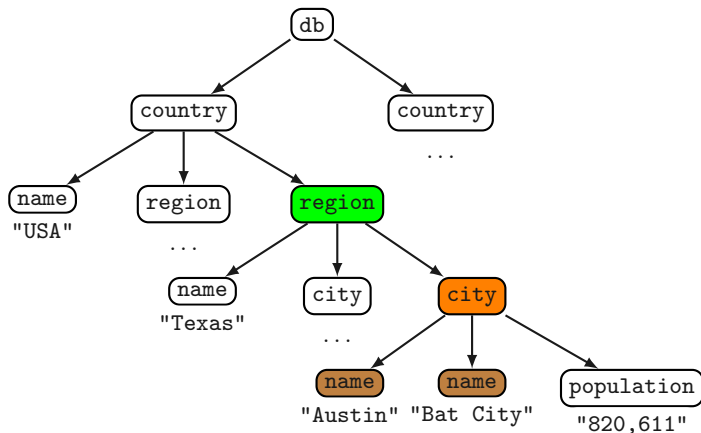 db
country country
...
name region region
"USA" ...
name city city
"Texas" ...
name name population
"Austin" "Bat City" "820,611"